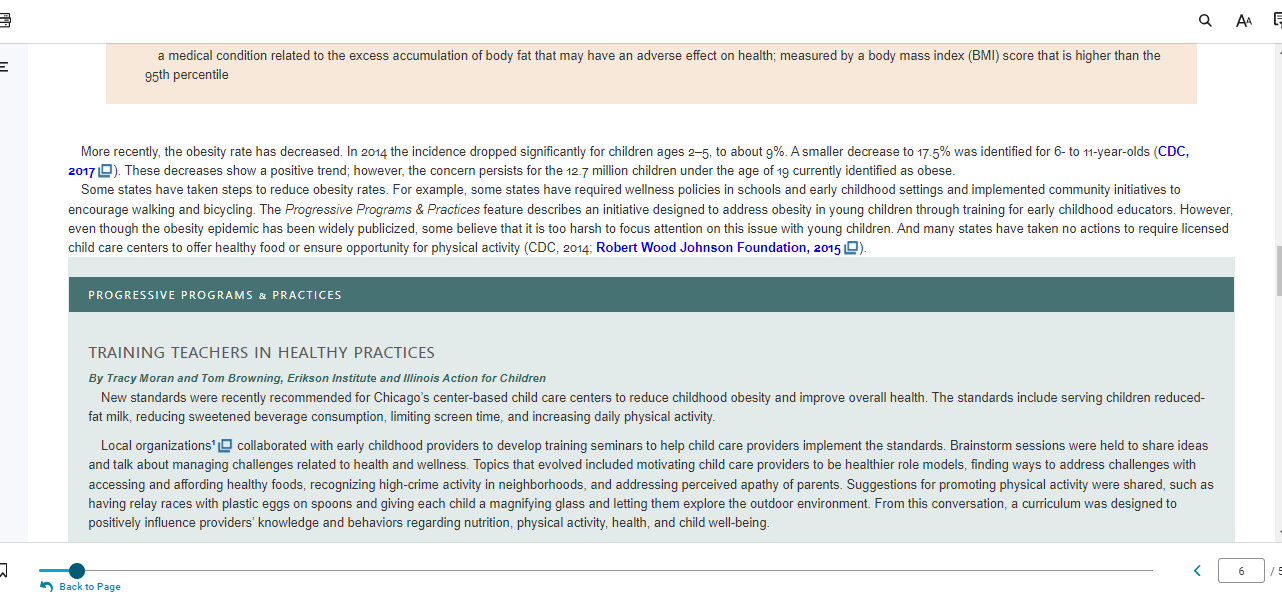 AA
a medical condition related to the excess accumulation of body fat that may have an adverse effect on health; measured by a body mass index (BMI) score that is higher than the
95th percentile
More recently, the obesity rate has decreased. In 2014 the incidence dropped significantly for children ages 2–5, to about 9%. A smaller decrease to 17.5% was identified for 6- to 11-year-olds (CDC,
2017). These decreases show a positive trend; however, the concern persists for the 12.7 million children under the age of 19 currently identified as obese.
Some states have taken steps to reduce obesity rates. For example, some states have required wellness policies in schools and early childhood settings and implemented community initiatives to
encourage walking and bicycling. The Progressive Programs & Practices feature describes an initiative designed to address obesity in young children through training for early childhood educators. However,
even though the obesity epidemic has been widely publicized, some believe that it is too harsh to focus attention on this issue with young children. And many states have taken no actions to require licensed
child care centers to offer healthy food or ensure opportunity for physical activity (CDC, 2014; Robert Wood Johnson Foundation, 2015).
PROGRESSIVE PROGRAMS & PRACTICES
TRAINING TEACHERS IN HEALTHY PRACTICES
By Tracy Moran and Tom Browning, Erikson Institute and Illinois Action for Children
New standards were recently recommended for Chicago's center-based child care centers to reduce childhood obesity and improve overall health. The standards include serving children reduced-
fat milk, reducing sweetened beverage consumption, limiting screen time, and increasing daily physical activity.
Local organizations¹ collaborated with early childhood providers to develop training seminars to help child care providers implement the standards. Brainstorm sessions were held to share ideas
and talk about managing challenges related to health and wellness. Topics that evolved included motivating child care providers to be healthier role models, finding ways to address challenges with
accessing and affording healthy foods, recognizing high-crime activity in neighborhoods, and addressing perceived apathy of parents. Suggestions for promoting physical activity were shared, such as
having relay races with plastic eggs on spoons and giving each child a magnifying glass and letting them explore the outdoor environment. From this conversation, a curriculum was designed to
positively influence providers' knowledge and behaviors regarding nutrition, physical activity, health, and child well-being.
6 / 5
Back to Page